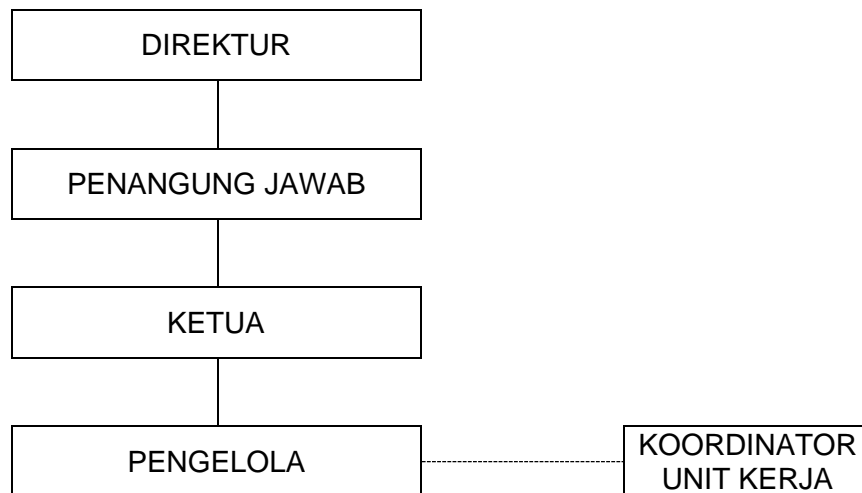 DIREKTUR
PENANGUNG JAWAB
KETUA
PENGELOLA
KOORDINATOR
UNIT KERJA